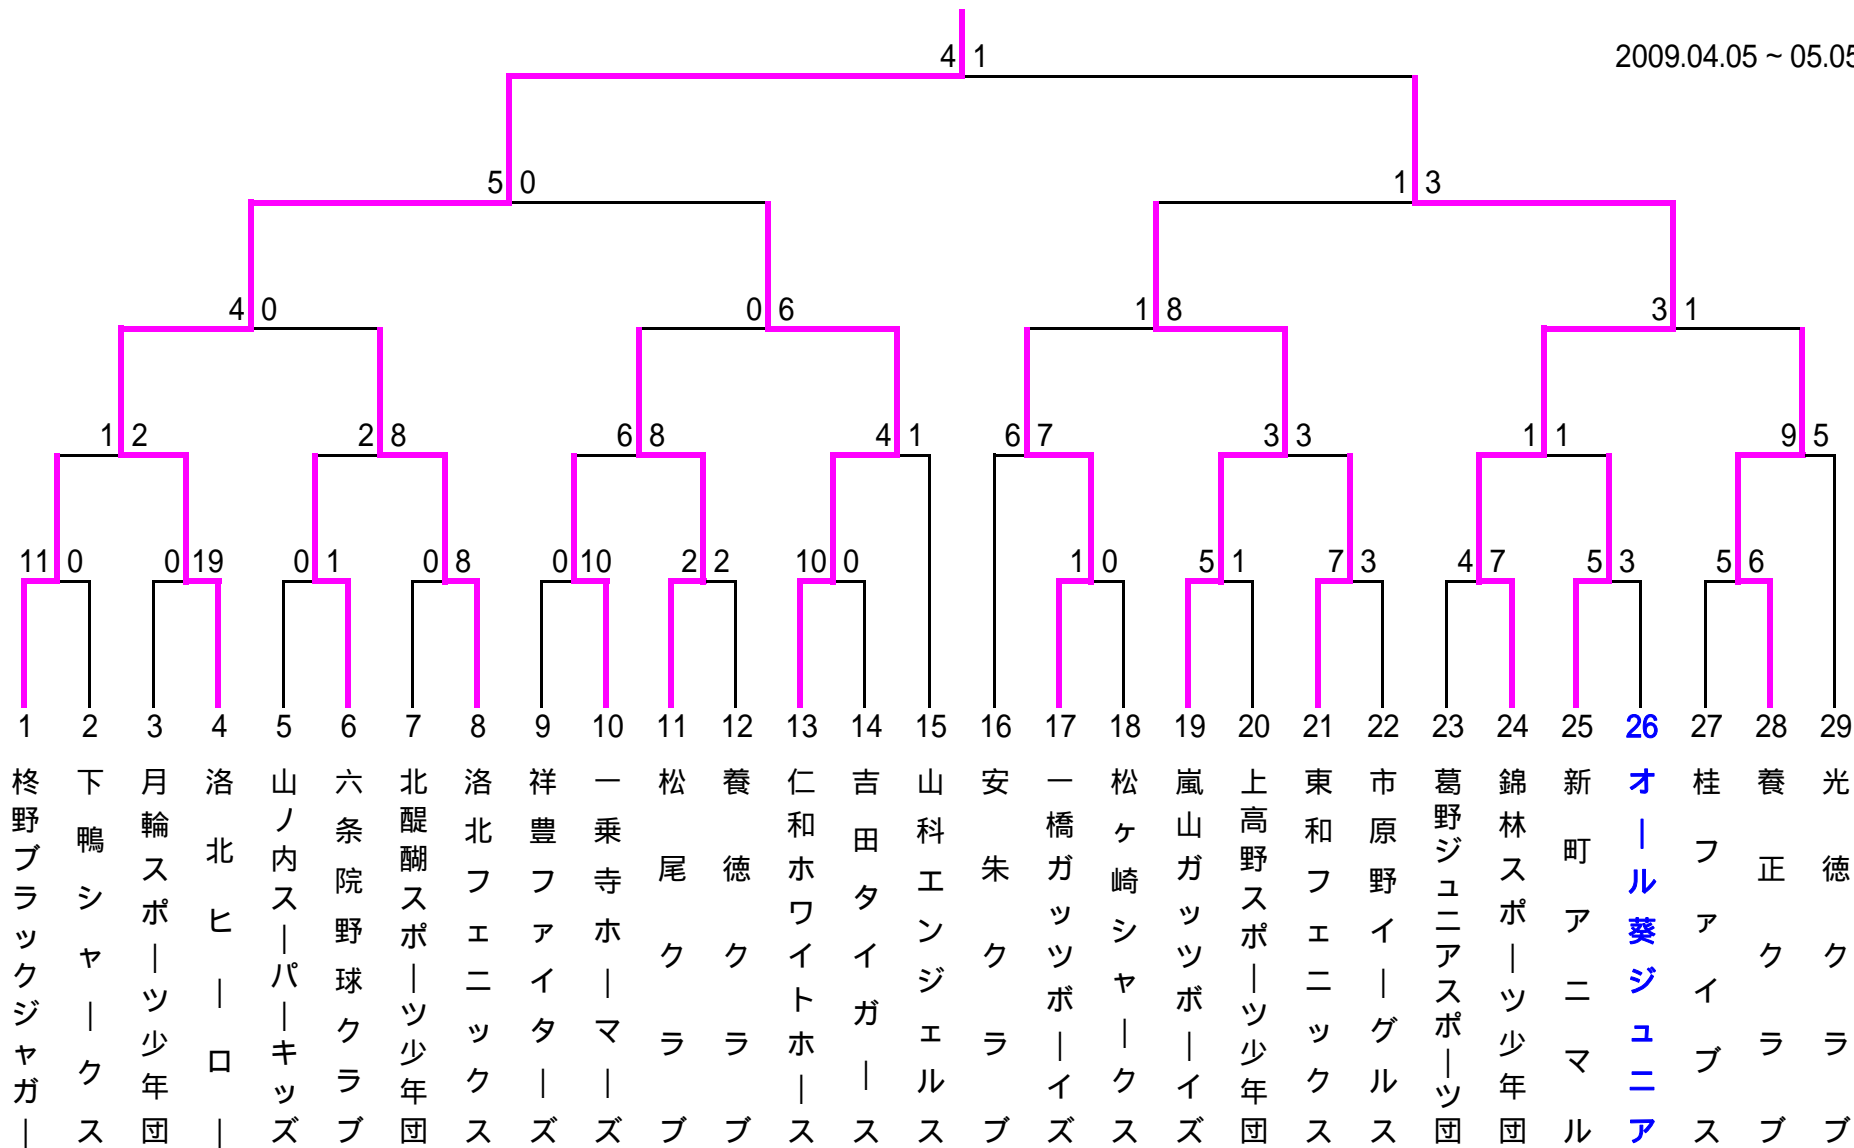 4 1
2009.04.05 ~ 05.05
5 0 1 3
4 0 0 6 1 8 3 1
1 2 2 8 6 8 4 1 6 7 3 3 1 1 9 5
11 0 0 19 0 1 0 8 0 10 2 2 10 0 1 0 5 1 7 3 4 7 5 3 5 6
1 2 3 4 5 6 7 8 9 10 11 12 13 14 15 16 17 18 19 20 21 22 23 24 25 26 27 28 29
柊野ブラックジャガー
下鴨シャークス
月輪スポーツ少年団
洛北ヒーロー
山ノ内スーパーキッズ
六条院野球クラブ
北醍醐スポーツ少年団
洛北フェニックス
祥豊ファイターズ
一乗寺ホーマーズ
松尾クラブ
養徳クラブ
仁和ホワイトホース
吉田タイガース
山科エンジェルス
安朱クラブ
一橋ガッツボーイズ
松ヶ崎シャークス
嵐山ガッツボーイズ
上高野スポーツ少年団
東和フェニックス
市原野イーグルス
葛野ジュニアスポーツ団
錦林スポーツ少年団
新町アニマル
オール葵ジュニア
桂ファイブス
養正クラブ
光徳クラブ